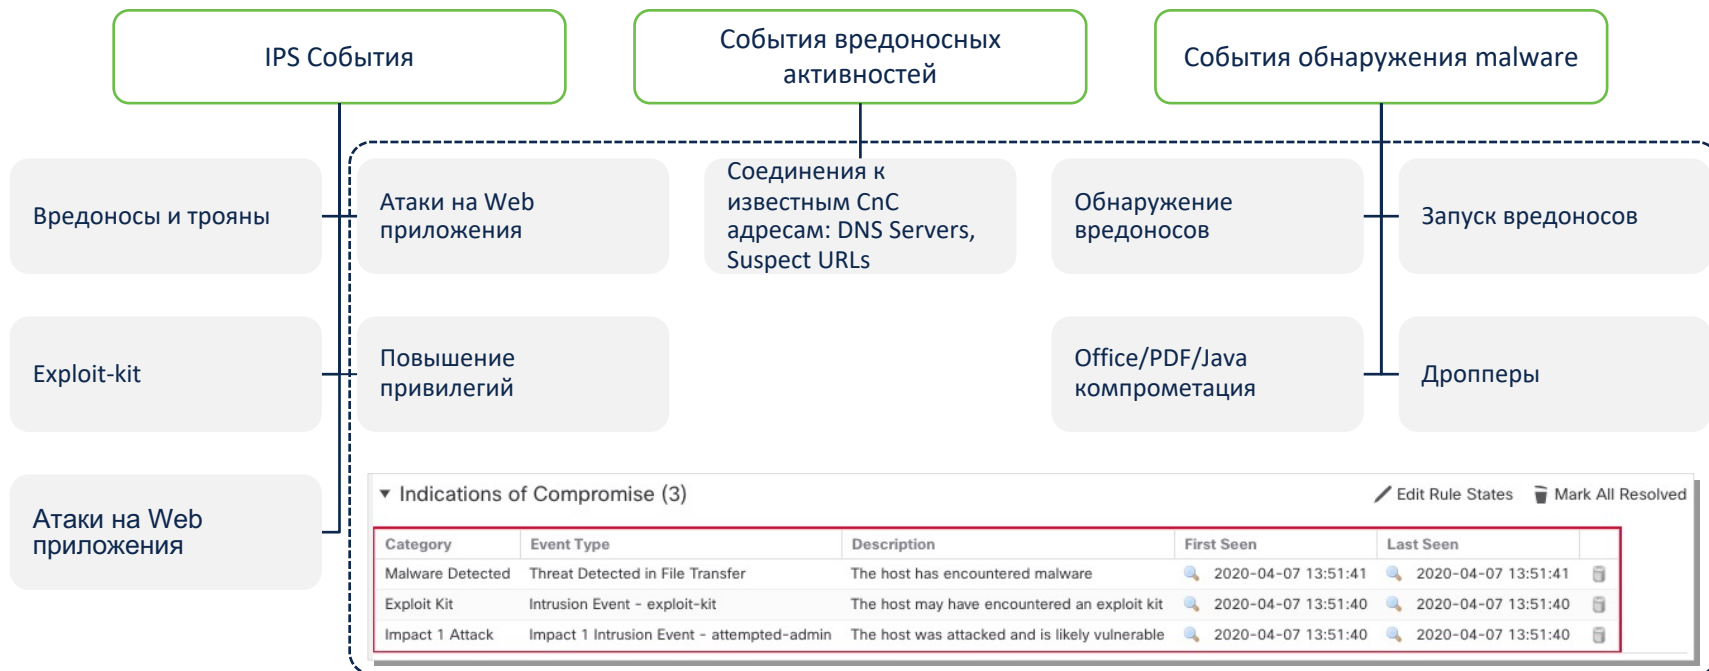 IPS События
События вредоносных
активностей
События обнаружения malware
Вредоносы и трояны
Атаки на Web
приложения
Соединения к
известным CnC
адресам: DNS Servers,
Suspect URLs
Обнаружение
вредоносов
Запуск вредоносов
Exploit-kit
Повышение
привилегий
Office/PDF/Java
компрометация
Дропперы
Атаки на Web
приложения
Indications of Compromise (3) Edit Rule States Mark All Resolved
Category Event Type Description First Seen Last Seen
Malware Detected Threat Detected in File Transfer The host has encountered malware 2020-04-07 13:51:41 2020-04-07 13:51:41
Exploit Kit Intrusion Event - exploit-kit The host may have encountered an exploit kit 2020-04-07 13:51:40 2020-04-07 13:51:40
Impact 1 Attack Impact 1 Intrusion Event - attempted-admin The host was attacked and is likely vulnerable 2020-04-07 13:51:40 2020-04-07 13:51:40